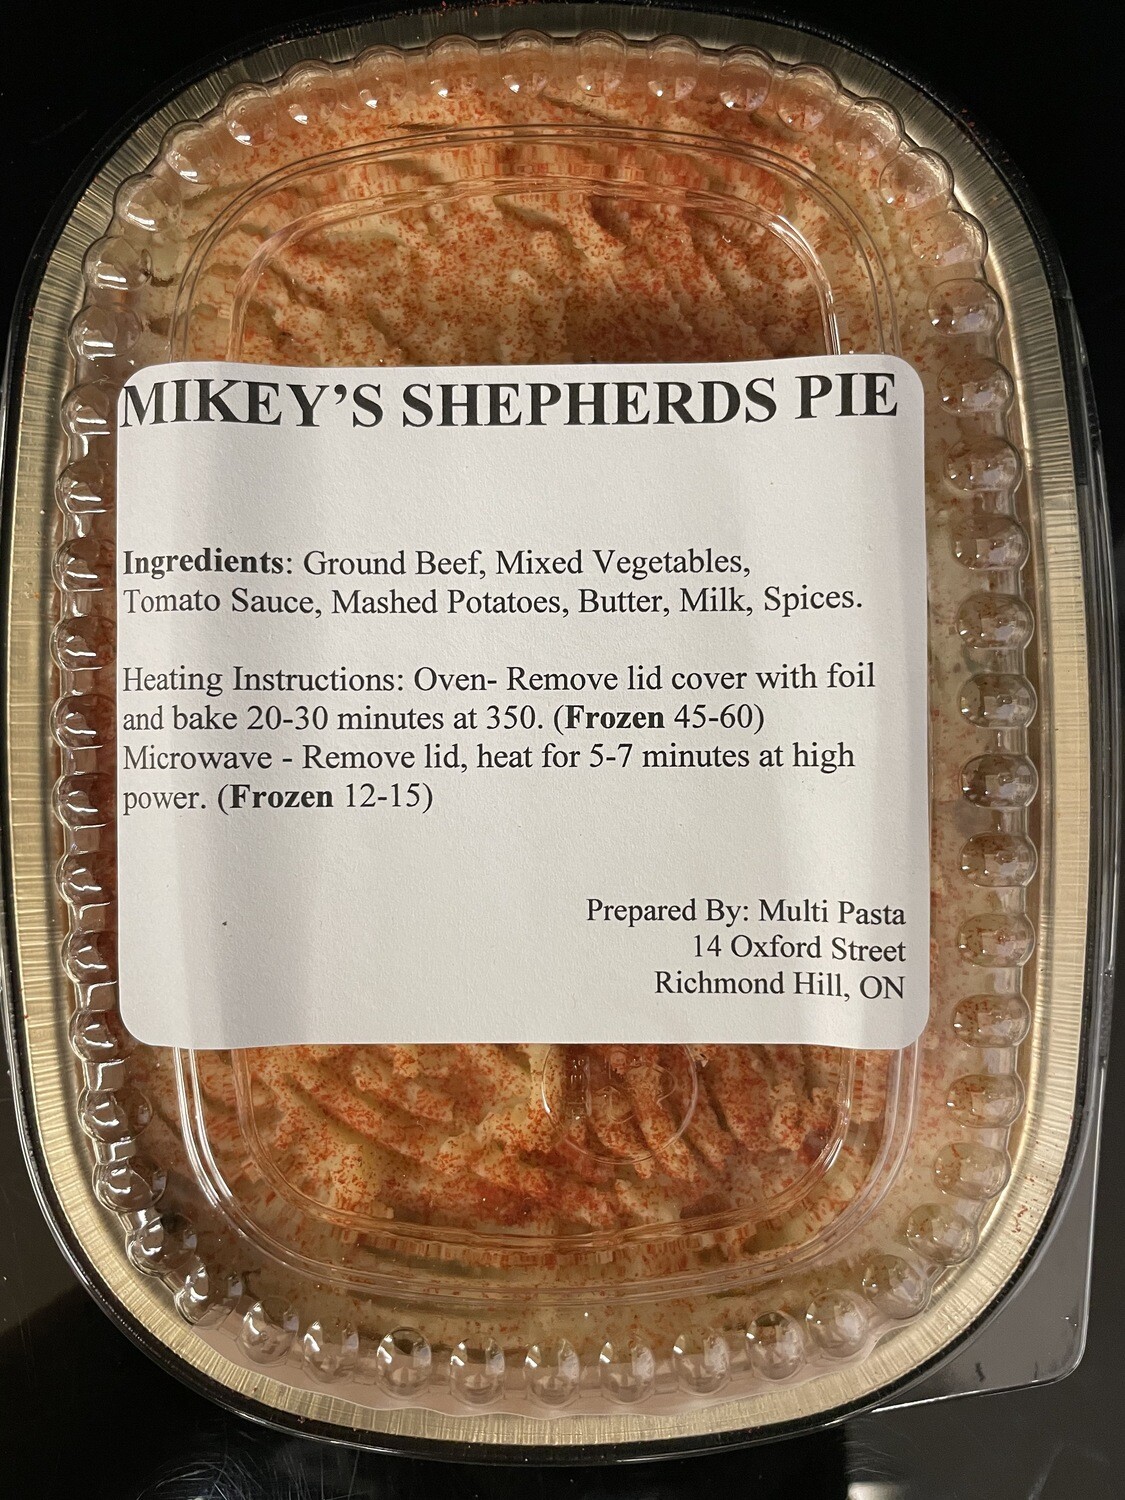 MIKEY’S SHEPHERDS PIE
Ingredients: Ground Beef, Mixed Vegetables,
Tomato Sauce, Mashed Potatoes, Butter, Milk, Spices.
Heating Instructions: Oven- Remove lid cover with foil
and bake 20-30 minutes at 350. (Frozen 45-60)
Microwave - Remove lid, heat for 5-7 minutes at high
power. (Frozen 12-15)
Prepared By: Multi Pasta
14 Oxford Street
Richmond Hill, ON